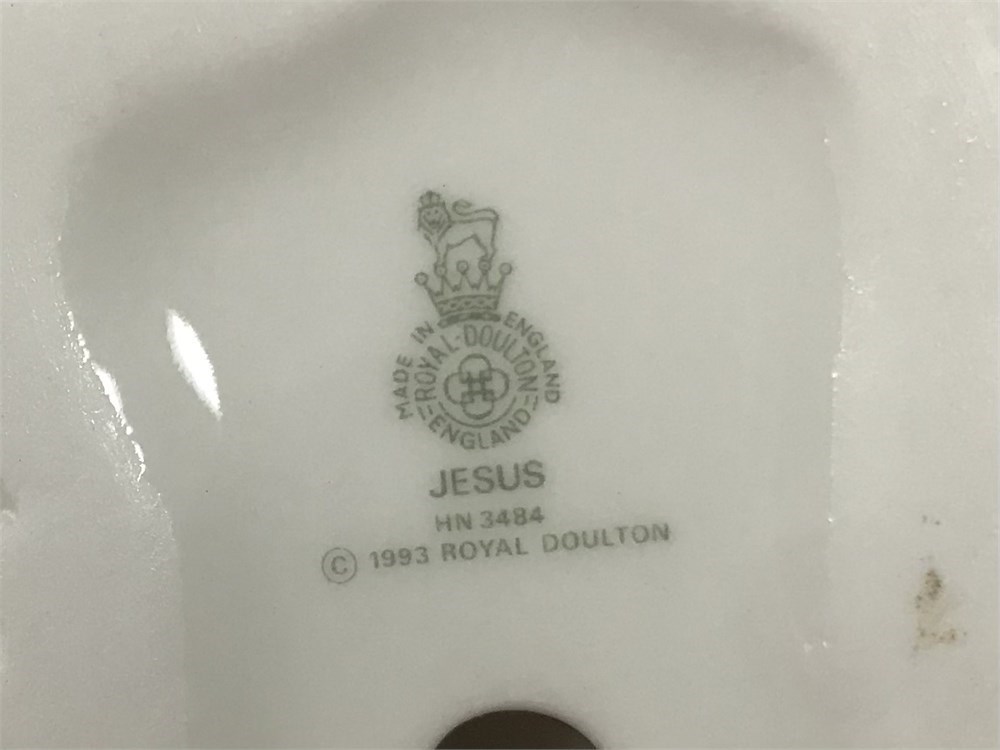 MADE IN ENGLAND
ROYAL·DOULTON
ENGLAND
JESUS
HN 3484
© 1993 ROYAL DOULTON